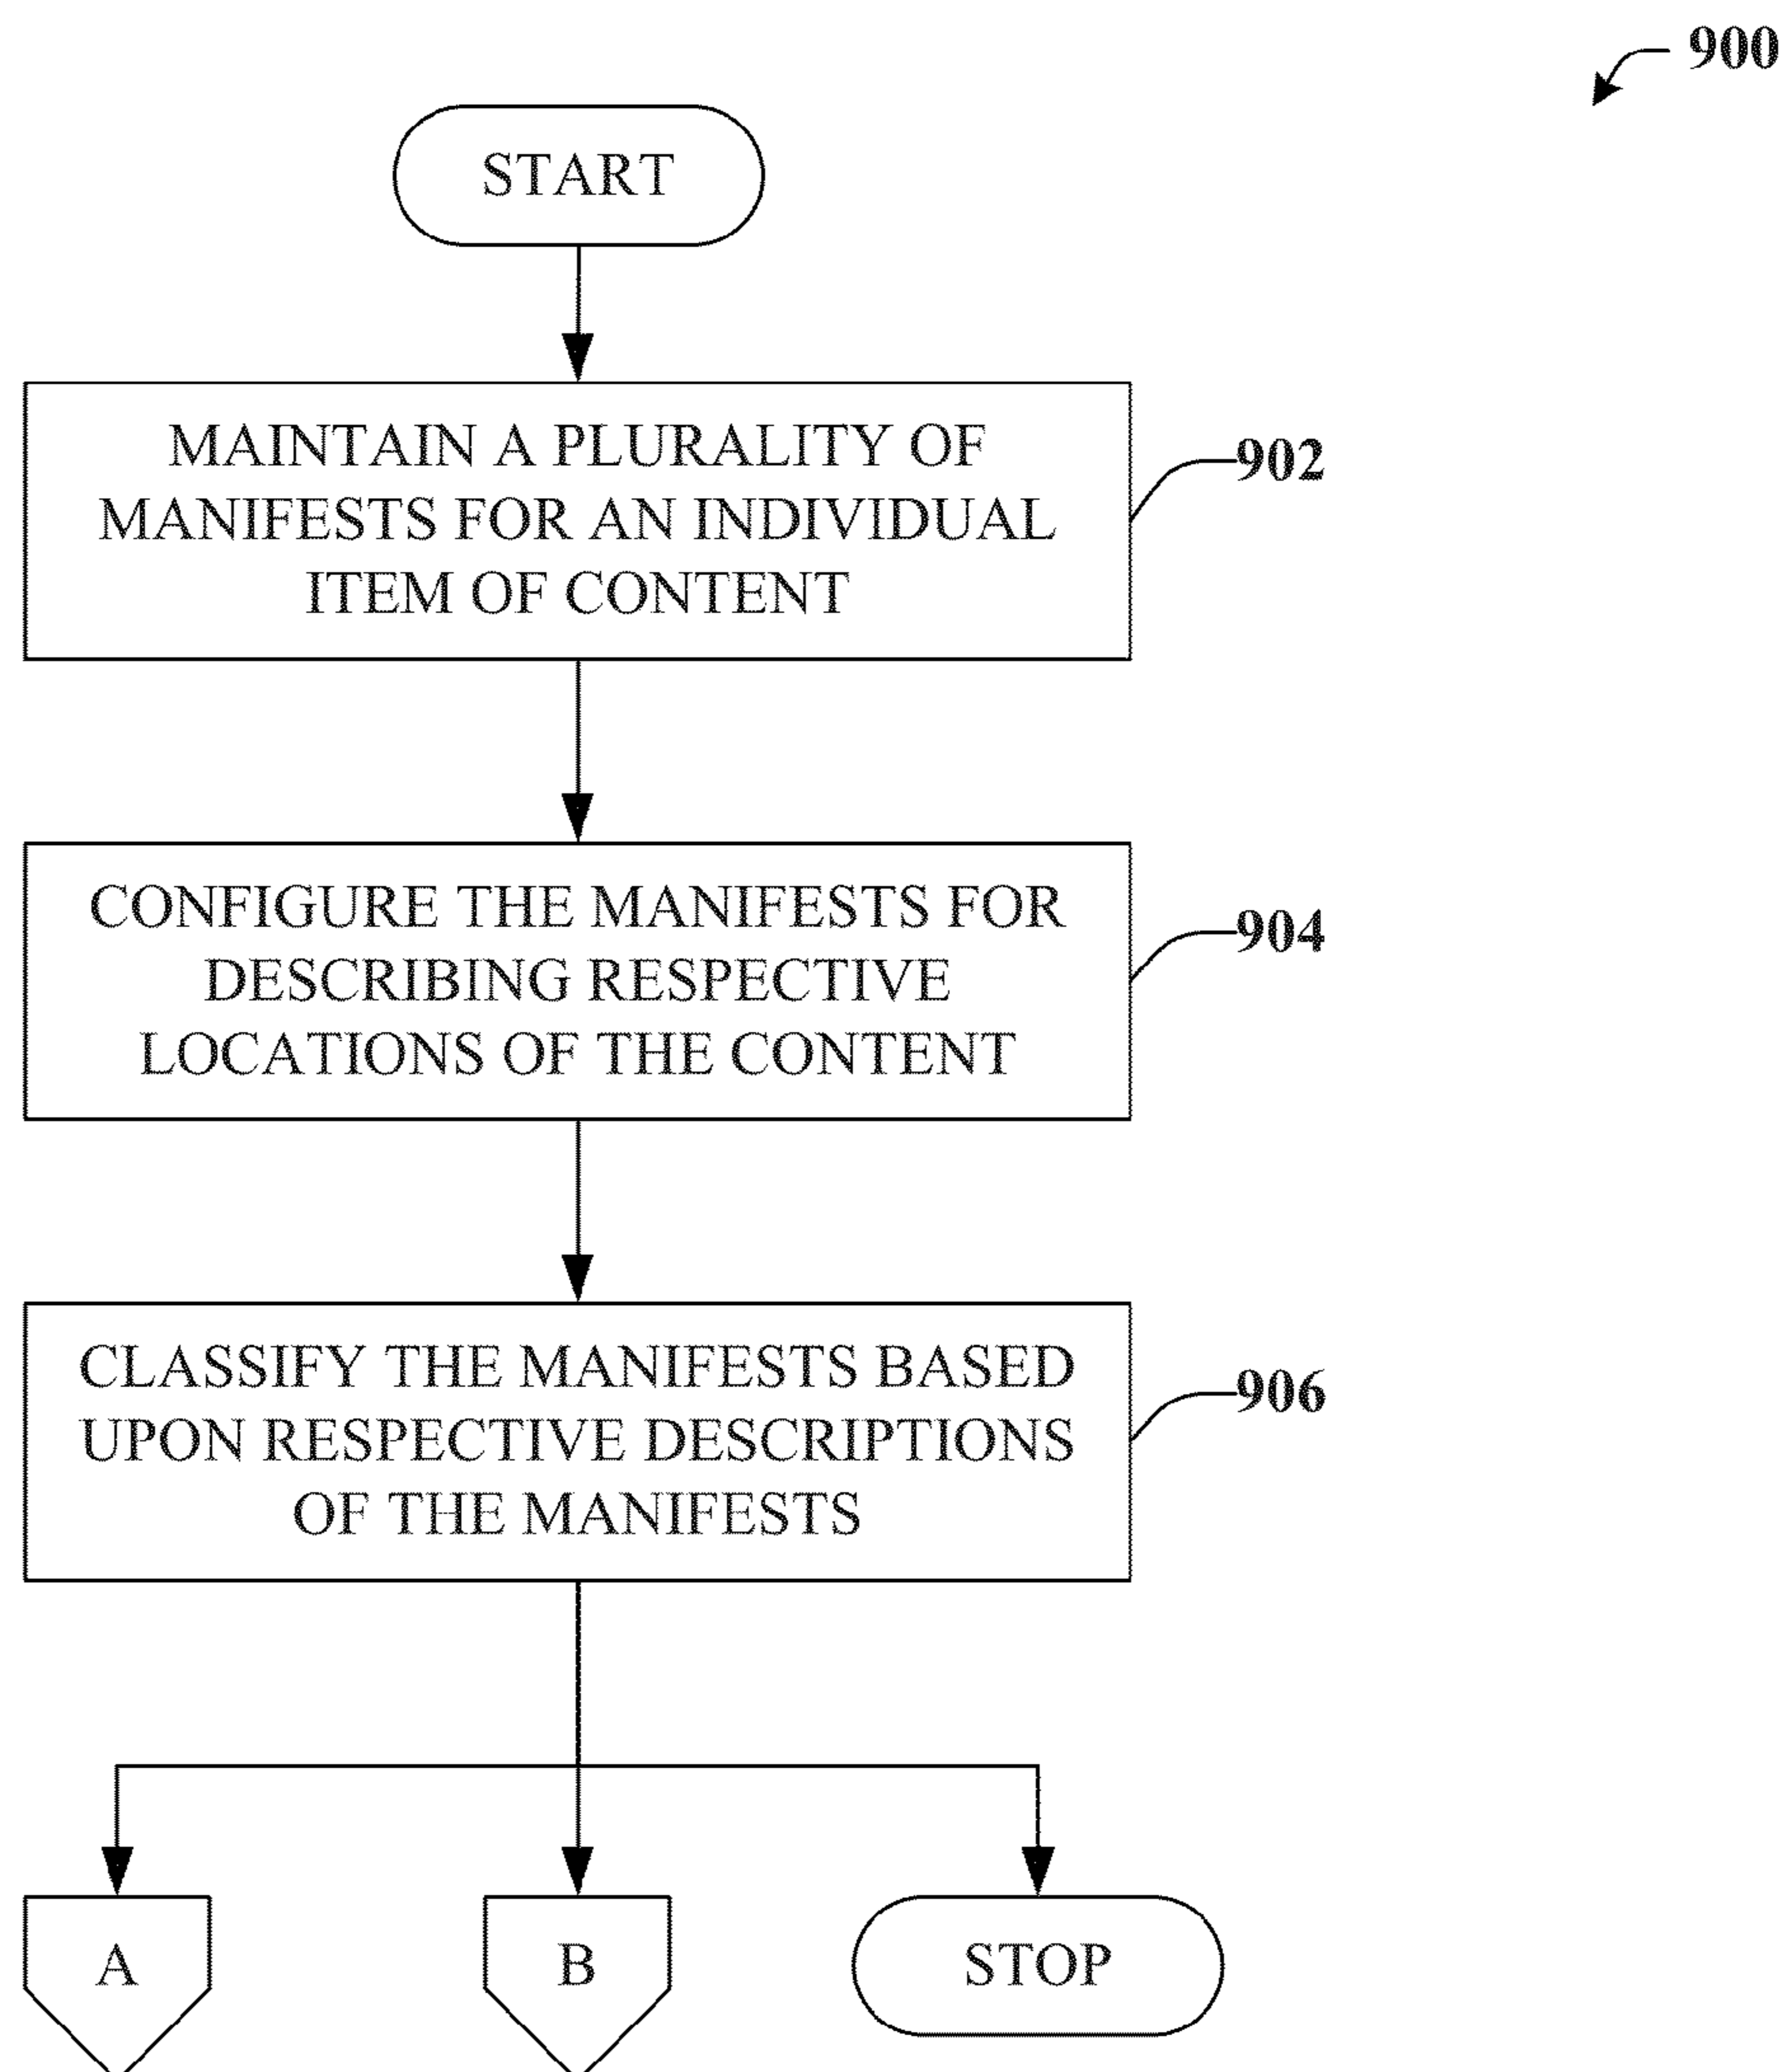 900
START
MAINTAIN A PLURALITY OF
MANIFESTS FOR AN INDIVIDUAL
ITEM OF CONTENT
902
CONFIGURE THE MANIFESTS FOR
DESCRIBING RESPECTIVE
LOCATIONS OF THE CONTENT
904
CLASSIFY THE MANIFESTS BASED
UPON RESPECTIVE DESCRIPTIONS
OF THE MANIFESTS
906
A
B
STOP